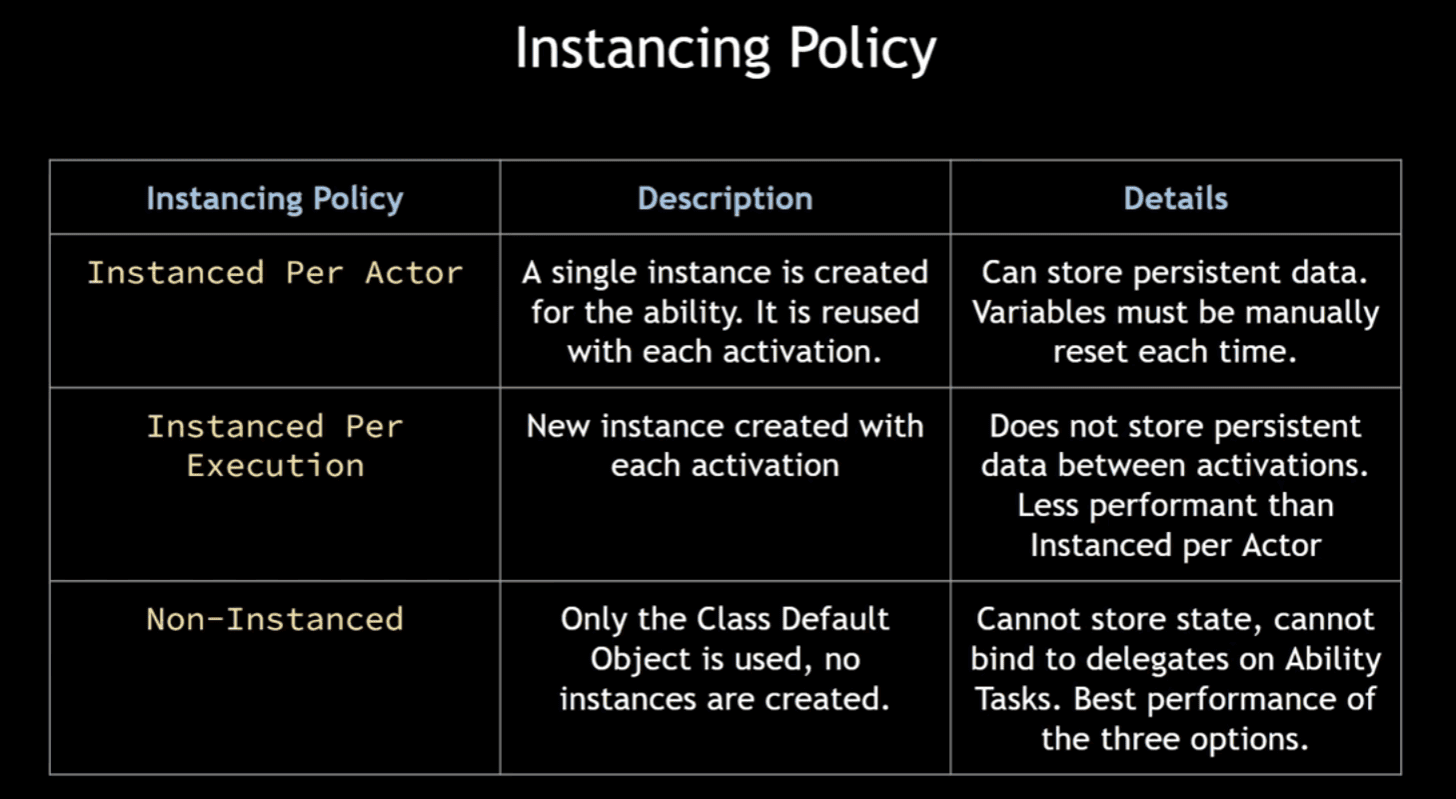 Instancing Policy
Instancing Policy
Description
Details
Instanced Per Actor
A single instance is created
for the ability. It is reused
with each activation.
Can store persistent data.
Variables must be manually
reset each time.
Instanced Per
Execution
New instance created with
each activation
Does not store persistent
data between activations.
Less performant than
Instanced per Actor
Non-Instanced
Only the Class Default
Object is used, no
instances are created.
Cannot store state, cannot
bind to delegates on Ability
Tasks. Best performance of
the three options.